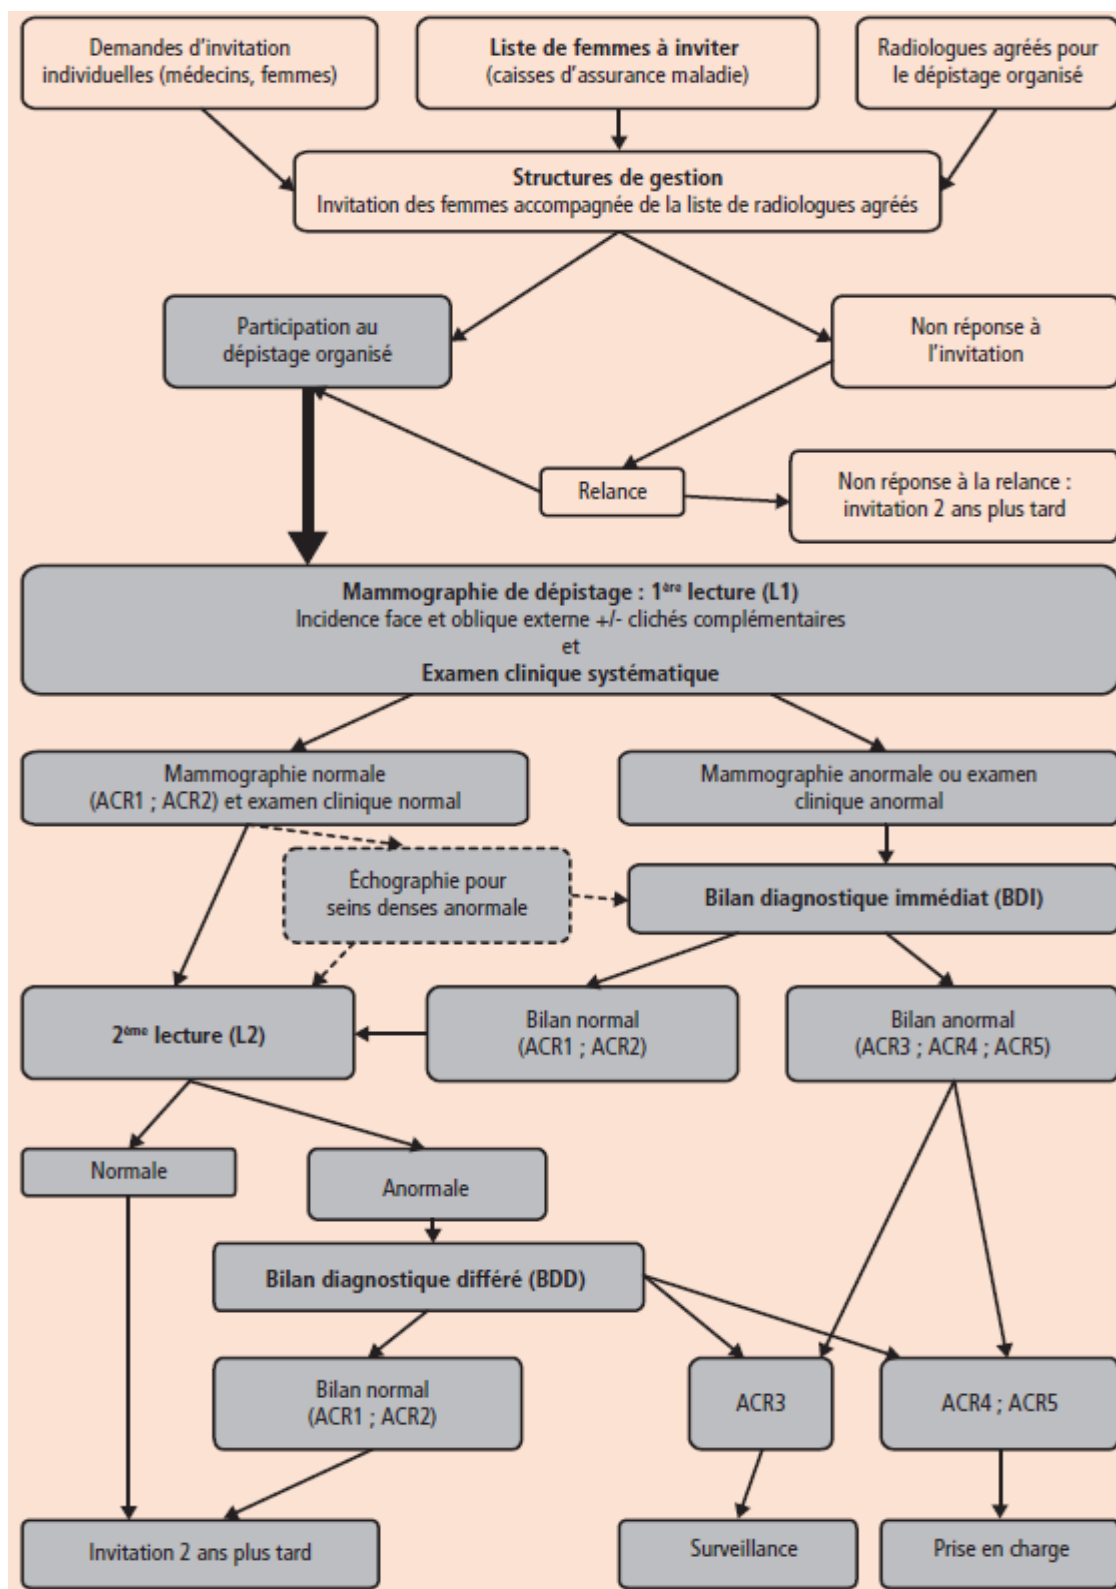 Demandes d'invitation
individuelles (médecins, femmes)
Liste de femmes à inviter
(caisses d'assurance maladie)
Radiologues agréés pour
le dépistage organisé
Structures de gestion
Invitation des femmes accompagnée de la liste de radiologues agréés
Participation au
dépistage organisé
Non réponse à
l'invitation
Relance
Non réponse à la relance :
invitation 2 ans plus tard
Mammographie de dépistage : 1ère lecture (L1)
Incidence face et oblique externe +/- clichés complémentaires
et
Examen clinique systématique
Mammographie normale
(ACR1 ; ACR2) et examen clinique normal
Mammographie anormale ou examen
clinique anormal
Échographie pour
seins denses anormale
Bilan diagnostique immédiat (BDI)
2ème lecture (L2)
Bilan normal
(ACR1 ; ACR2)
Bilan anormal
(ACR3 ; ACR4 ; ACR5)
Normale
Anormale
Bilan diagnostique différé (BDD)
Bilan normal
(ACR1 ; ACR2)
ACR3
ACR4 ; ACR5
Invitation 2 ans plus tard
Surveillance
Prise en charge